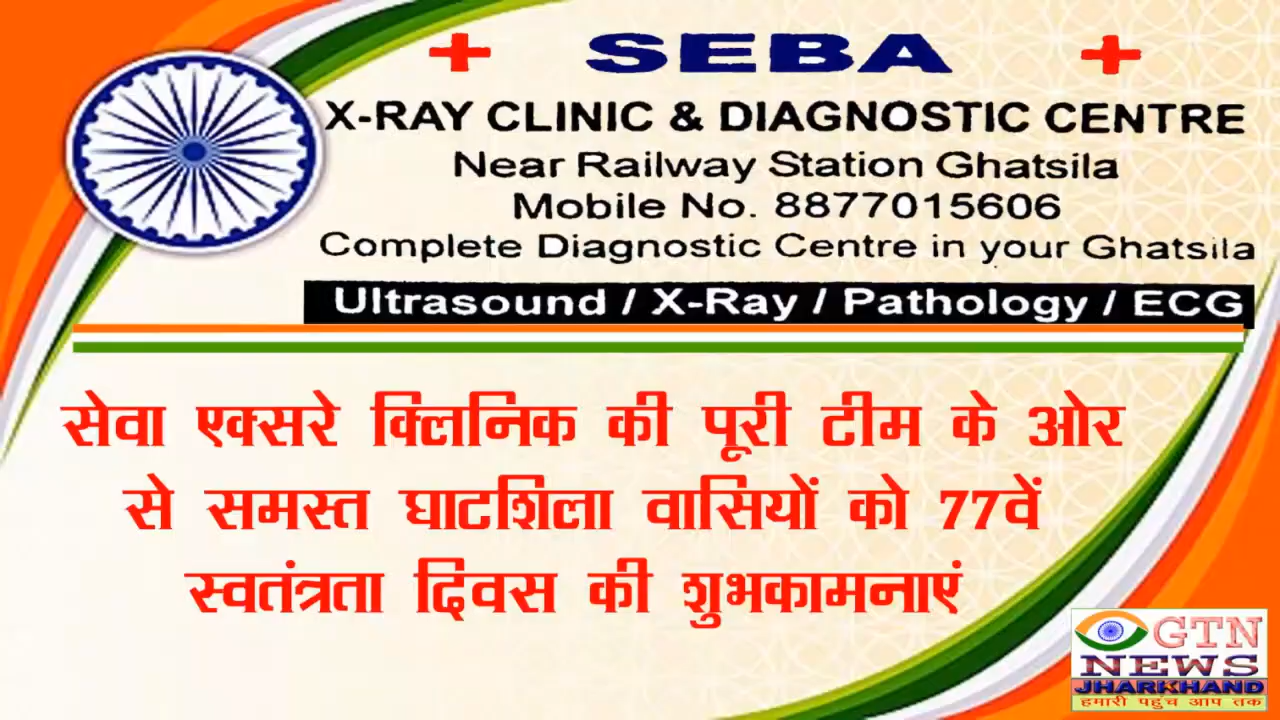 + SEBA +
X-RAY CLINIC & DIAGNOSTIC CENTRE
Near Railway Station Ghatsila
Mobile No. 8877015606
Complete Diagnostic Centre in your Ghatsila
Ultrasound / X-Ray / Pathology / ECG
सेवा एक्सरे क्लिनिक की पूरी टीम के ओर
से समस्त घाटशिला वासियों को 77वें
स्वतंत्रता दिवस की शुभकामनाएं
GTN
NEWS
JHARKHAND
हमारी पहुंच आप तक